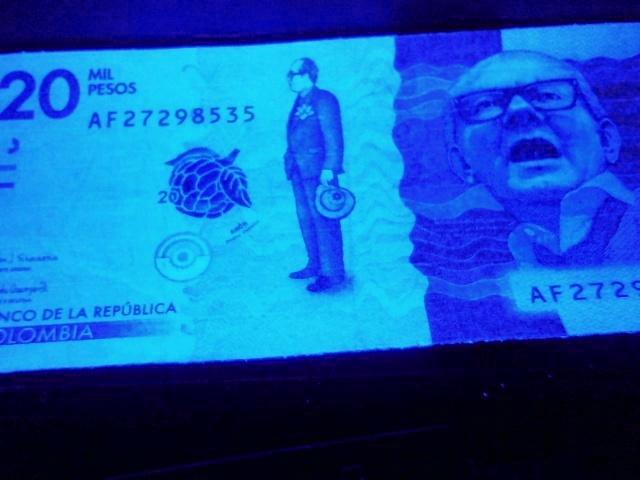 20 MIL
PESOS
AF27298535
20
NCO DE LA REPÚBLICA
OLOMBIA
AF2729